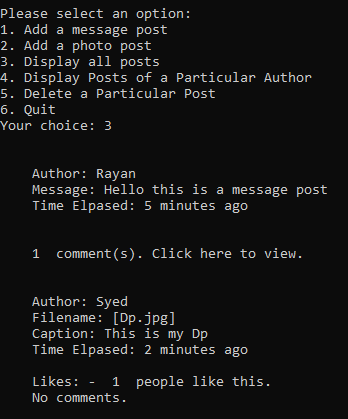 Please select an option:
1. Add a message post
2. Add a photo post
3. Display all posts
4. Display Posts of a Particular Author
5. Delete a Particular Post
6. Quit
Your choice: 3
Author: Rayan
Message: Hello this is a message post
Time Elpased: 5 minutes ago
1  comment(s). Click here to view.
Author: Syed
Filename: [Dp.jpg]
Caption: This is my Dp
Time Elpased: 2 minutes ago
Likes: -  1  people like this.
No comments.